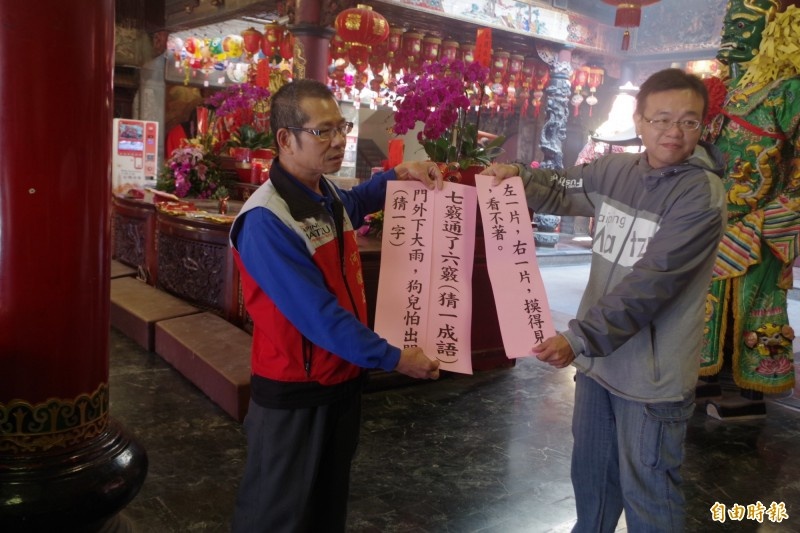 左一片，右一片，摸得見
，看不著。
七竅通了六竅(猜一成語)
門外下大雨，狗兒怕出門
(猜一字)
自由時報